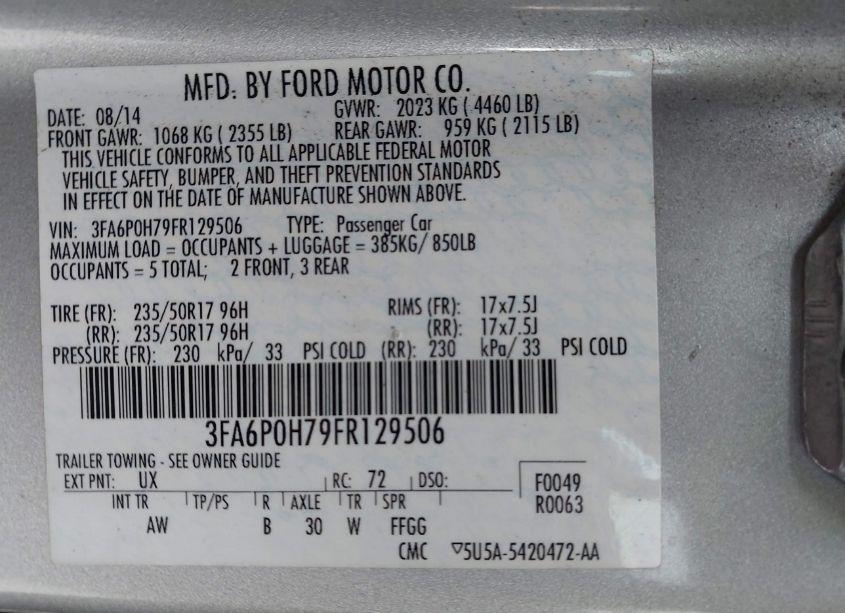 MFD. BY FORD MOTOR CO.
DATE: 08/14 GVWR: 2023 KG ( 4460 LB)
FRONT GAWR: 1068 KG ( 2355 LB) REAR GAWR: 959 KG ( 2115 LB)
THIS VEHICLE CONFORMS TO ALL APPLICABLE FEDERAL MOTOR
VEHICLE SAFETY, BUMPER, AND THEFT PREVENTION STANDARDS
IN EFFECT ON THE DATE OF MANUFACTURE SHOWN ABOVE.
VIN: 3FA6P0H79FR129506 TYPE: Passenger Car
MAXIMUM LOAD = OCCUPANTS + LUGGAGE = 385KG/ 850LB
OCCUPANTS = 5 TOTAL; 2 FRONT, 3 REAR
TIRE (FR): 235/50R17 96H RIMS (FR): 17x7.5J
(RR): 235/50R17 96H (RR): 17x7.5J
PRESSURE (FR): 230 kPa/ 33 PSI COLD (RR): 230 kPa/ 33 PSI COLD
3FA6P0H79FR129506
TRAILER TOWING - SEE OWNER GUIDE
EXT PNT: UX RC: 72 DSO: F0049
INT TR TP/PS R AXLE TR SPR R0063
AW B 30 W FFGG
CMC ▽5U5A-5420472-AA